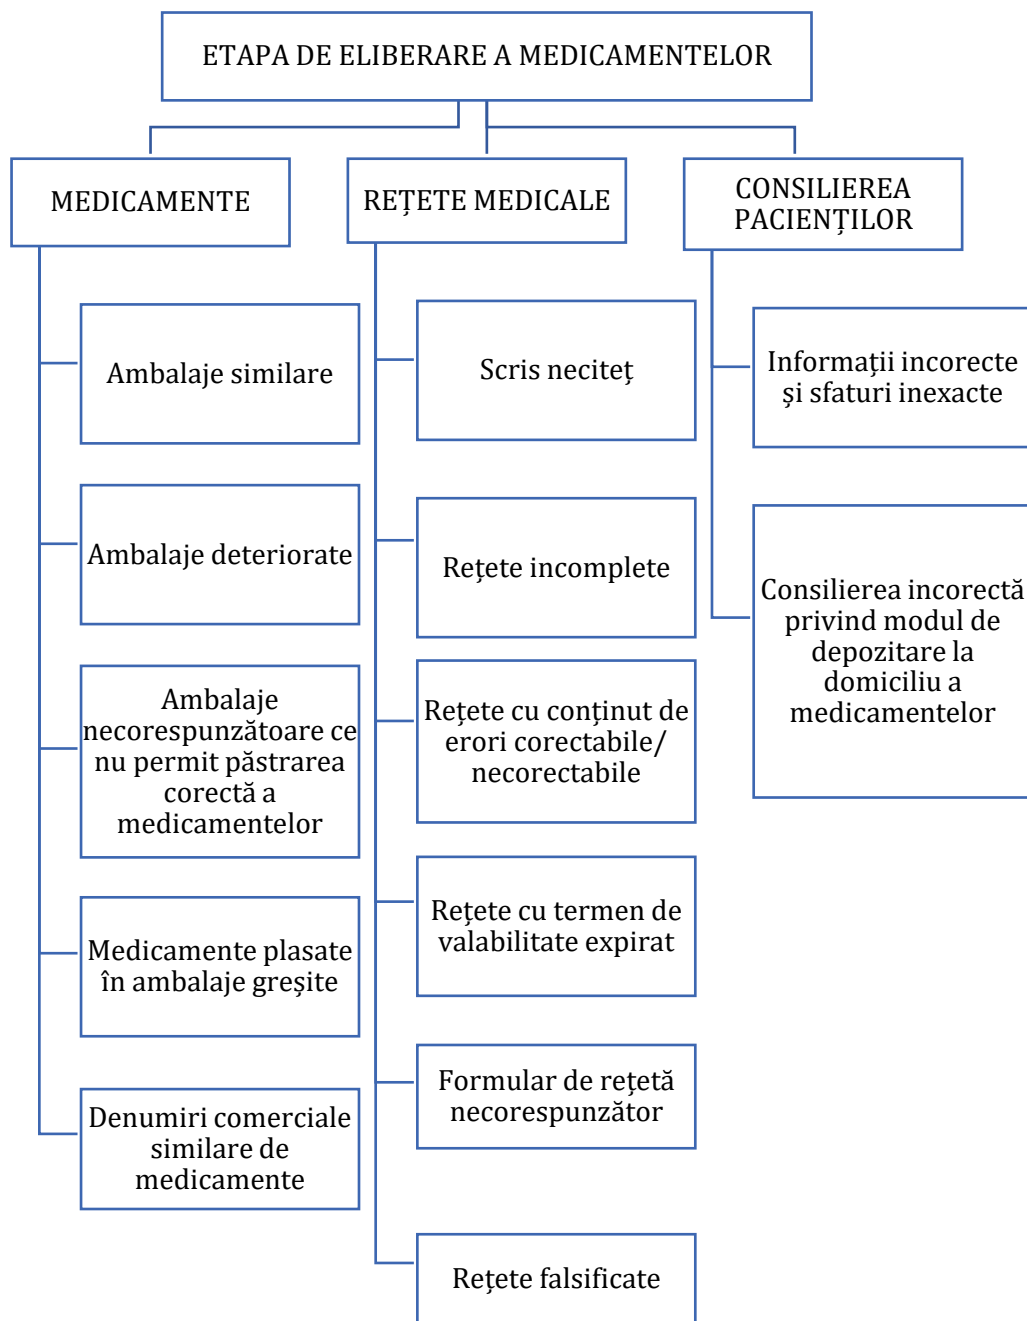 ETAPA DE ELIBERARE A MEDICAMENTELOR
MEDICAMENTE
Ambalaje similare
Ambalaje deteriorate
Ambalaje
necorespunzătoare ce
nu permit păstrarea
corectă a
medicamentelor
Medicamente plasate
în ambalaje greșite
Denumiri comerciale
similare de
medicamente
REȚETE MEDICALE
Scris neciteț
Rețete incomplete
Rețete cu conținut de
erori corectabile/
necorectabile
Rețete cu termen de
valabilitate expirat
Formular de rețetă
necorespunzător
Rețete falsificate
CONSILIEREA
PACIENȚILOR
Informații incorecte
și sfaturi inexacte
Consilierea incorectă
privind modul de
depozitare la
domiciliu a
medicamentelor